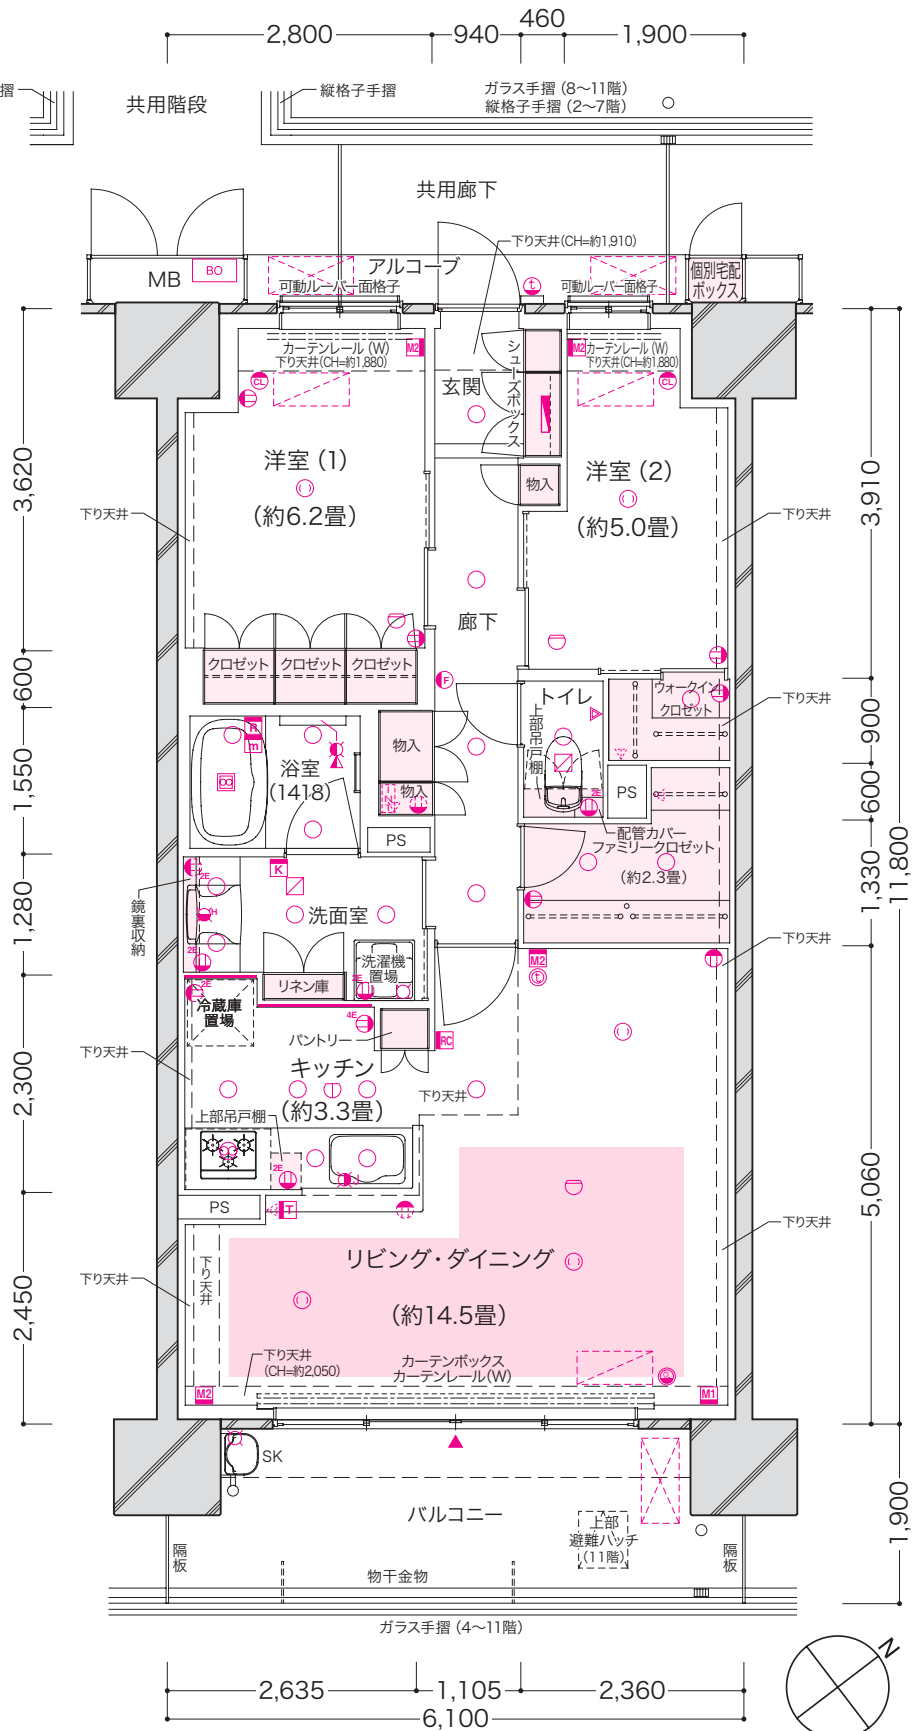 460
2,800
940
1,900
摺
縦格子手摺
ガラス手摺 (8〜11階)
縦格子手摺 (2〜7階)
共用階段
共用廊下
下り天井(CH=約1,910)
MB
BO
アルコーブ
可動ルーバー面格子
t
可動ルーバー面格子
個別宅配
ボックス
カーテンレール (W)
下り天井(CH=約1,880)
M2
CL
玄関
シューズボックス
M2
カーテンレール (W)
下り天井(CH=約1,880)
CL
3,620
洋室 (1)
(約6.2畳)
物入
洋室 (2)
(約5.0畳)
3,910
下り天井
下り天井
廊下
クロゼット
クロゼット
クロゼット
600
F
トイレ
上部吊戸棚
ウォークイン
クロゼット
下り天井
900
R
m
浴室
(1418)
物入
物入
1,550
PS
2E
PS
600
配管カバー
ファミリークロゼット
(約2.3畳)
1,330
11,800
2E
K
鏡裏収納
H
洗面室
2E
1,280
リネン庫
洗濯機
置場
2E
M2
t
下り天井
2E
冷蔵庫
置場
4E
パントリー
RC
キッチン
(約3.3畳)
下り天井
下り天井
2,300
上部吊戸棚
2E
PS
T
5,060
下り天井
リビング・ダイニング
(約14.5畳)
下り天井
下り天井
2,450
下り天井
(CH=約2,050)
カーテンボックス
カーテンレール(W)
M2
M1
SK
バルコニー
上部
避難ハッチ
(11階)
1,900
隔板
物干金物
隔板
ガラス手摺 (4〜11階)
N
2,635
1,105
2,360
6,100